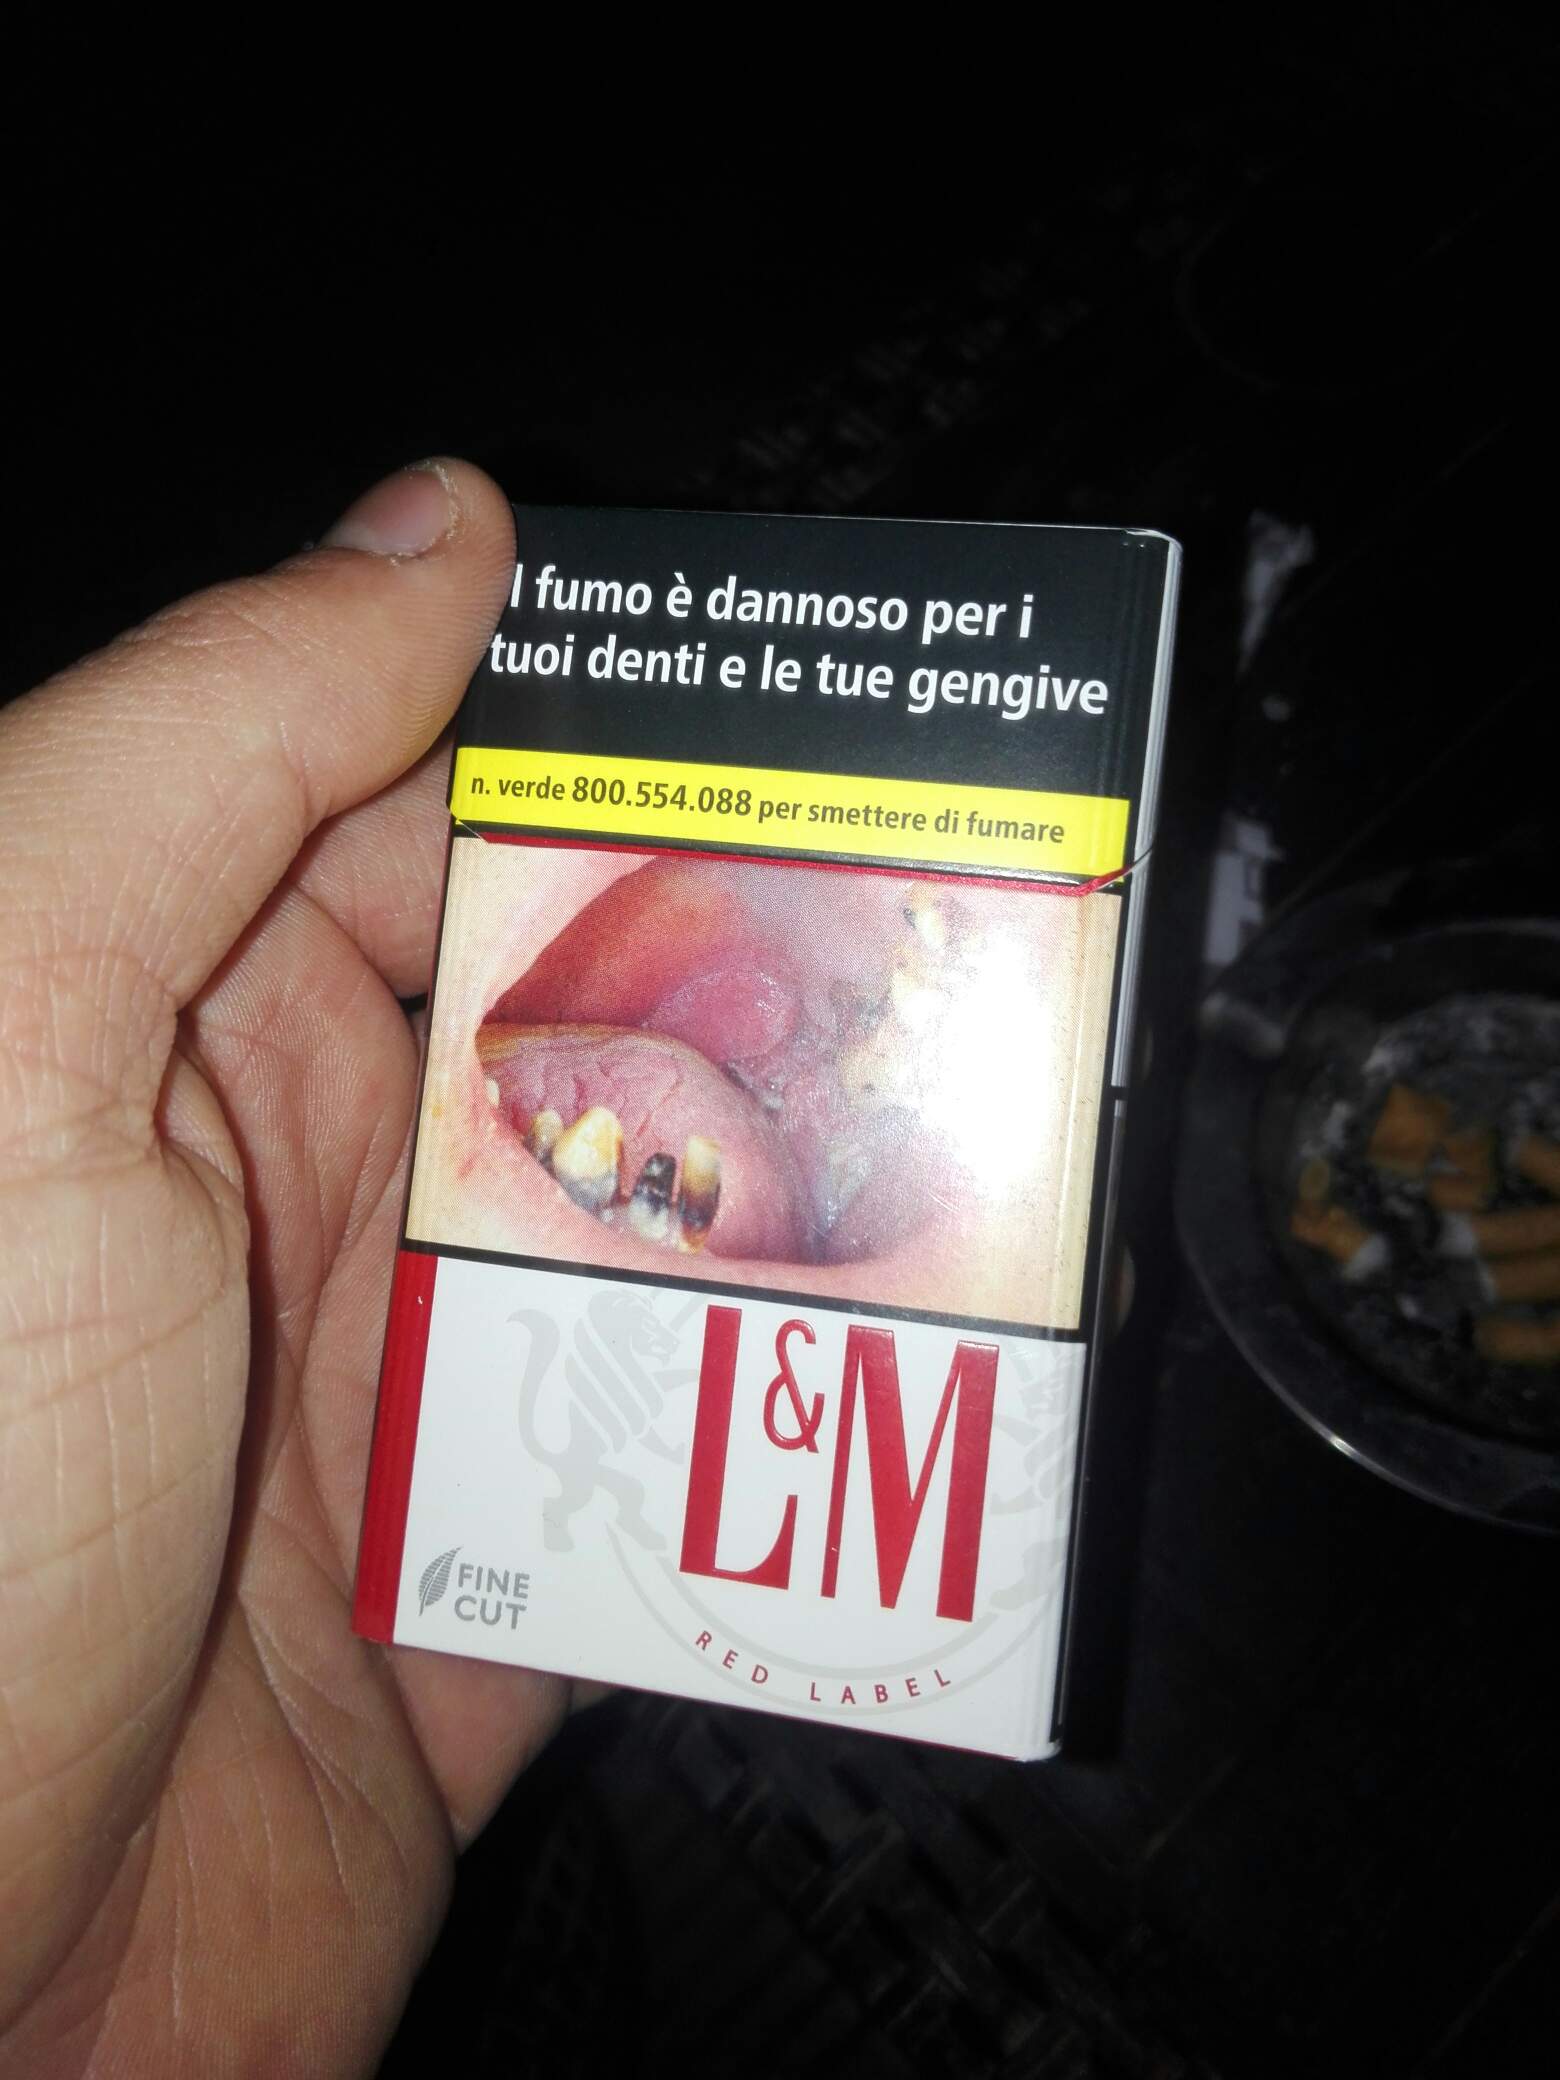 l fumo è dannoso per i
tuoi denti e le tue gengive
n. verde 800.554.088 per smettere di fumare
L&M
FINE
CUT
RED LABEL